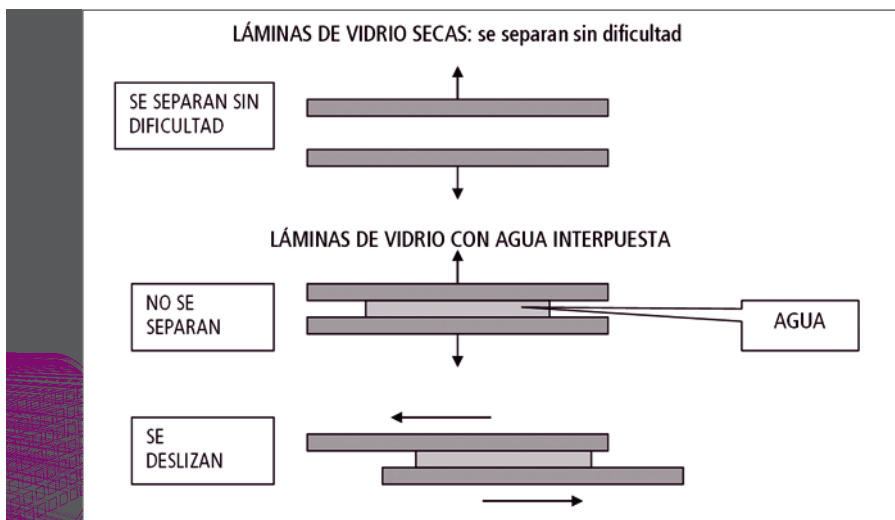 LÁMINAS DE VIDRIO SECAS: se separan sin dificultad
SE SEPARAN SIN
DIFICULTAD
LÁMINAS DE VIDRIO CON AGUA INTERPUESTA
NO SE
SEPARAN
AGUA
SE
DESLIZAN